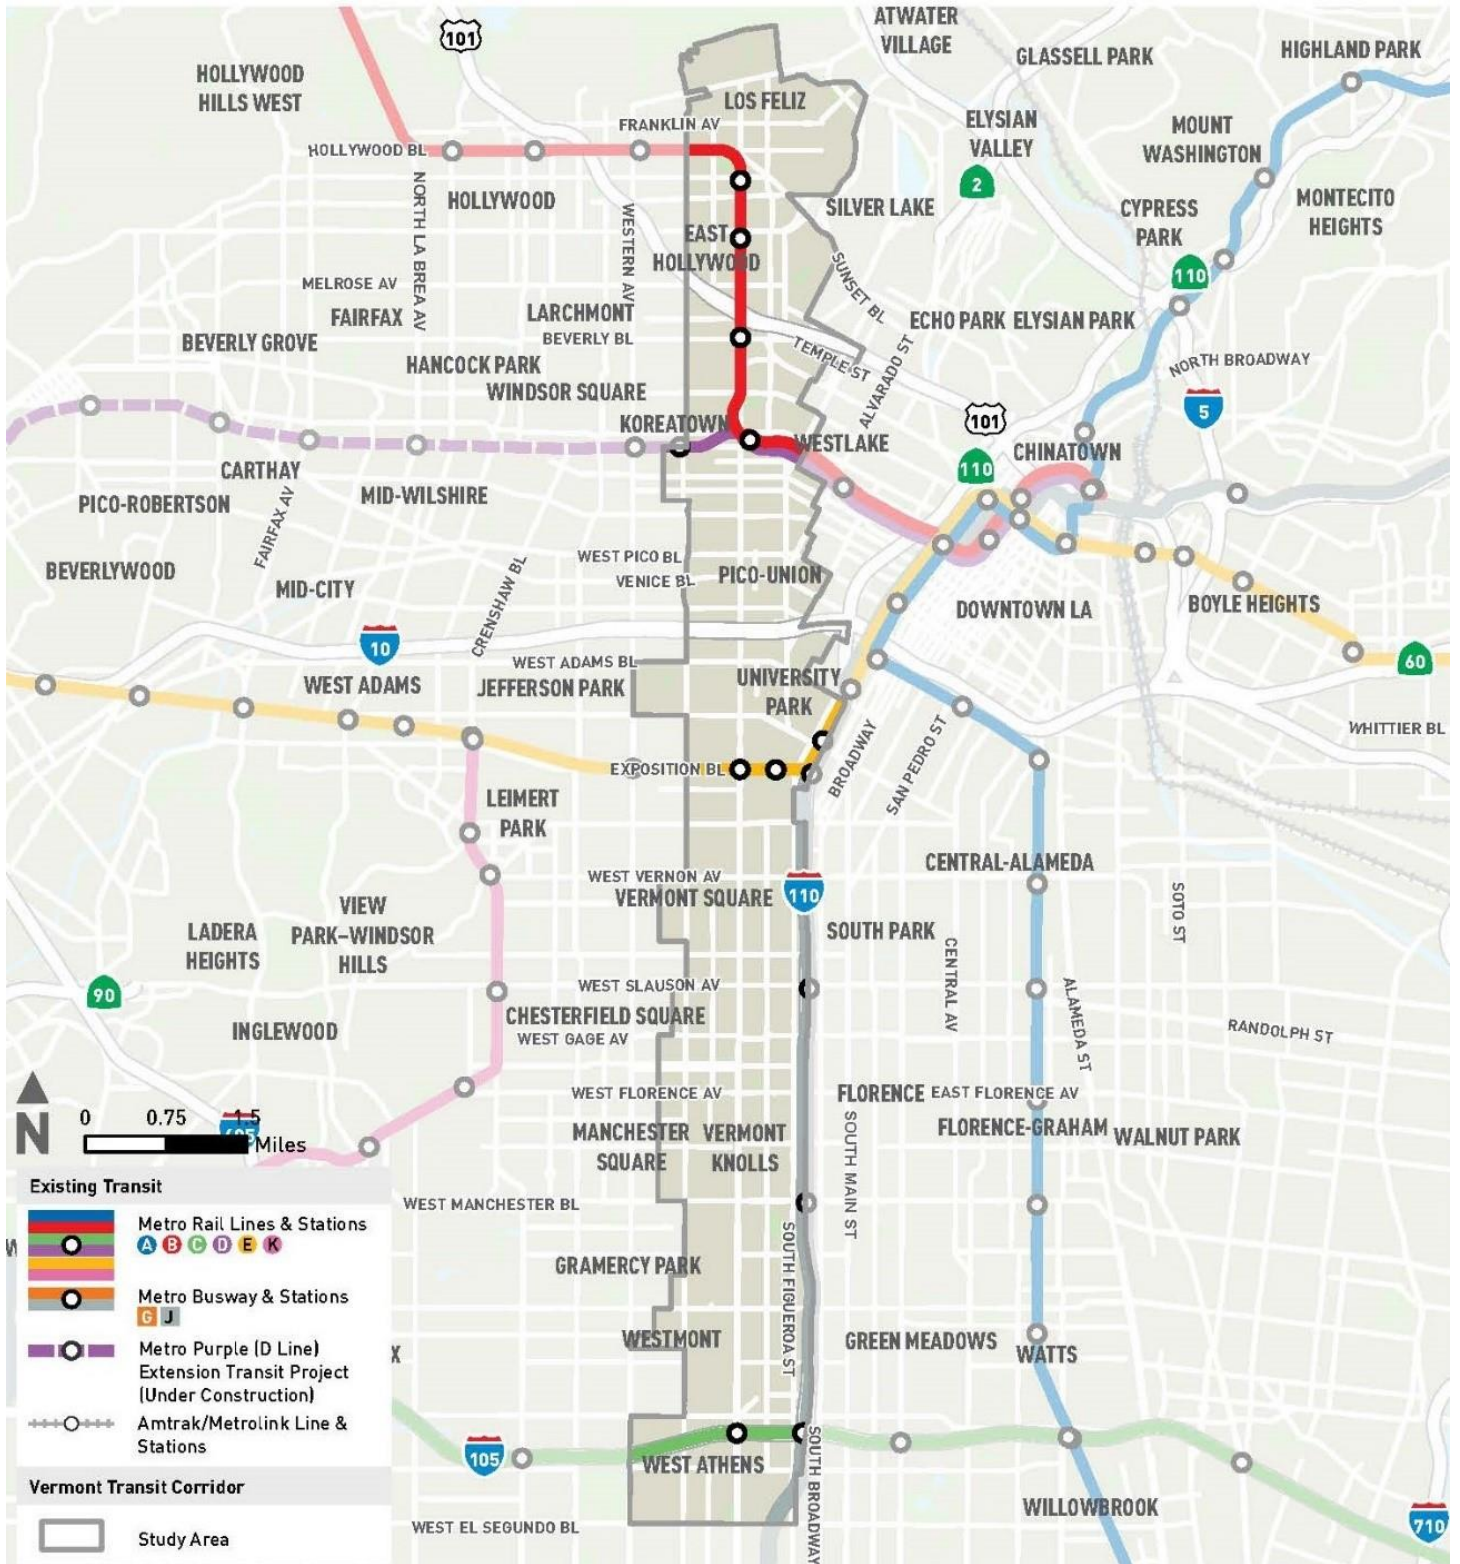 101
ATWATER
VILLAGE
GLASSELL PARK
HIGHLAND PARK
HOLLYWOOD
HILLS WEST
LOS FELIZ
FRANKLIN AV
ELYSIAN
VALLEY
MOUNT
WASHINGTON
HOLLYWOOD BL
NORTH LA BREA AV
HOLLYWOOD
WESTERN AV
2
SILVER LAKE
CYPRESS
PARK
MONTECITO
HEIGHTS
EAST
HOLLYWOOD
SUNSET BL
110
MELROSE AV
FAIRFAX
LARCHMONT
BEVERLY BL
ECHO PARK
ELYSIAN PARK
BEVERLY GROVE
HANCOCK PARK
TEMPLE ST
ALVARADO ST
NORTH BROADWAY
WINDSOR SQUARE
5
KOREATOWN
101
WESTLAKE
CHINATOWN
110
CARTHAY
PICO-ROBERTSON
FAIRFAX AV
MID-WILSHIRE
WEST PICO BL
VENICE BL
PICO-UNION
BEVERLYWOOD
MID-CITY
CRENSHAW BL
DOWNTOWN LA
BOYLE HEIGHTS
10
WEST ADAMS BL
60
WEST ADAMS
JEFFERSON PARK
UNIVERSITY
PARK
BROADWAY
SAN PEDRO ST
WHITTIER BL
EXPOSITION BL
LEIMERT
PARK
CENTRAL-ALAMEDA
WEST VERNON AV
VERMONT SQUARE
110
SOTO ST
VIEW
PARK–WINDSOR
HILLS
LADERA
HEIGHTS
SOUTH PARK
CENTRAL AV
90
WEST SLAUSON AV
ALAMEDA ST
CHESTERFIELD SQUARE
INGLEWOOD
WEST GAGE AV
RANDOLPH ST
WEST FLORENCE AV
FLORENCE
EAST FLORENCE AV
N
0 0.75 1.5
Miles
405
MANCHESTER
SQUARE
VERMONT
KNOLLS
SOUTH MAIN ST
FLORENCE-GRAHAM
WALNUT PARK
WEST MANCHESTER BL
SOUTH FIGUEROA ST
GRAMERCY PARK
WESTMONT
GREEN MEADOWS
WATTS
105
WEST ATHENS
SOUTH BROADWAY
WILLOWBROOK
710
WEST EL SEGUNDO BL
Existing Transit
Metro Rail Lines & Stations
A B C D E K
Metro Busway & Stations
G J
Metro Purple (D Line)
Extension Transit Project
(Under Construction)
Amtrak/Metrolink Line &
Stations
Vermont Transit Corridor
Study Area